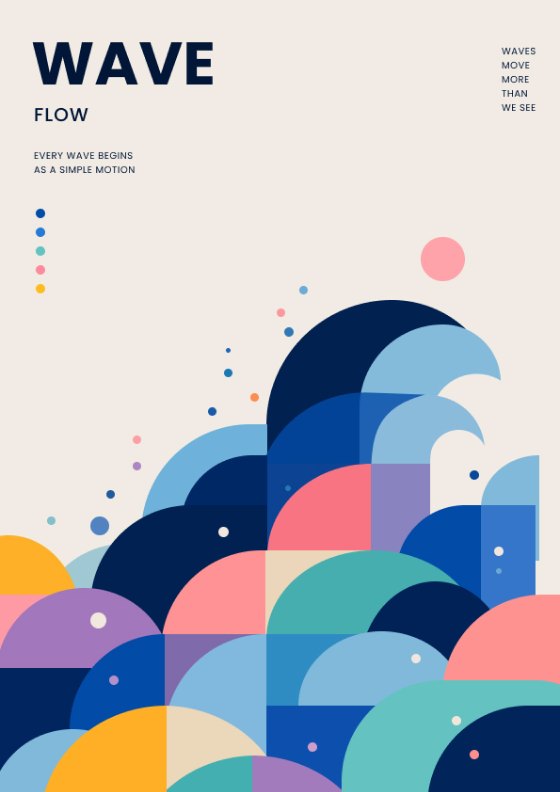 WAVE
FLOW
EVERY WAVE BEGINS
AS A SIMPLE MOTION
WAVES
MOVE
MORE
THAN
WE SEE